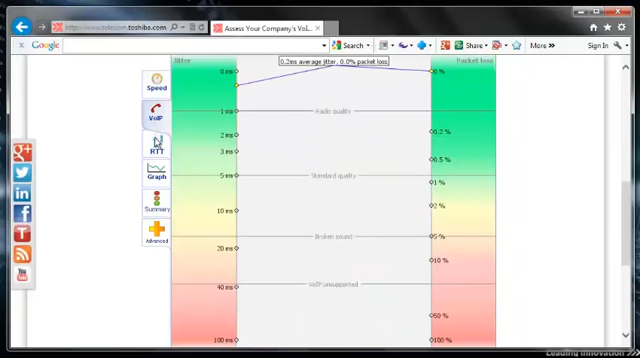 http://www.telecom.toshiba.com
Assess Your Company's Vol...
Google
Search
Share
More »
Sign In
Jitter
0.2ms average jitter, 0.0% packet loss
Packet loss
Speed
0 ms
0 %
VoIP
1 ms
Radio quality
2 ms
0.2 %
RTT
3 ms
0.5 %
Graph
5 ms
Standard quality
1 %
Summary
10 ms
2 %
Advanced
Broken sound
5 %
20 ms
10 %
40 ms
VoIP unsupported
50 %
100 ms
100 %
You
Leading Innovation